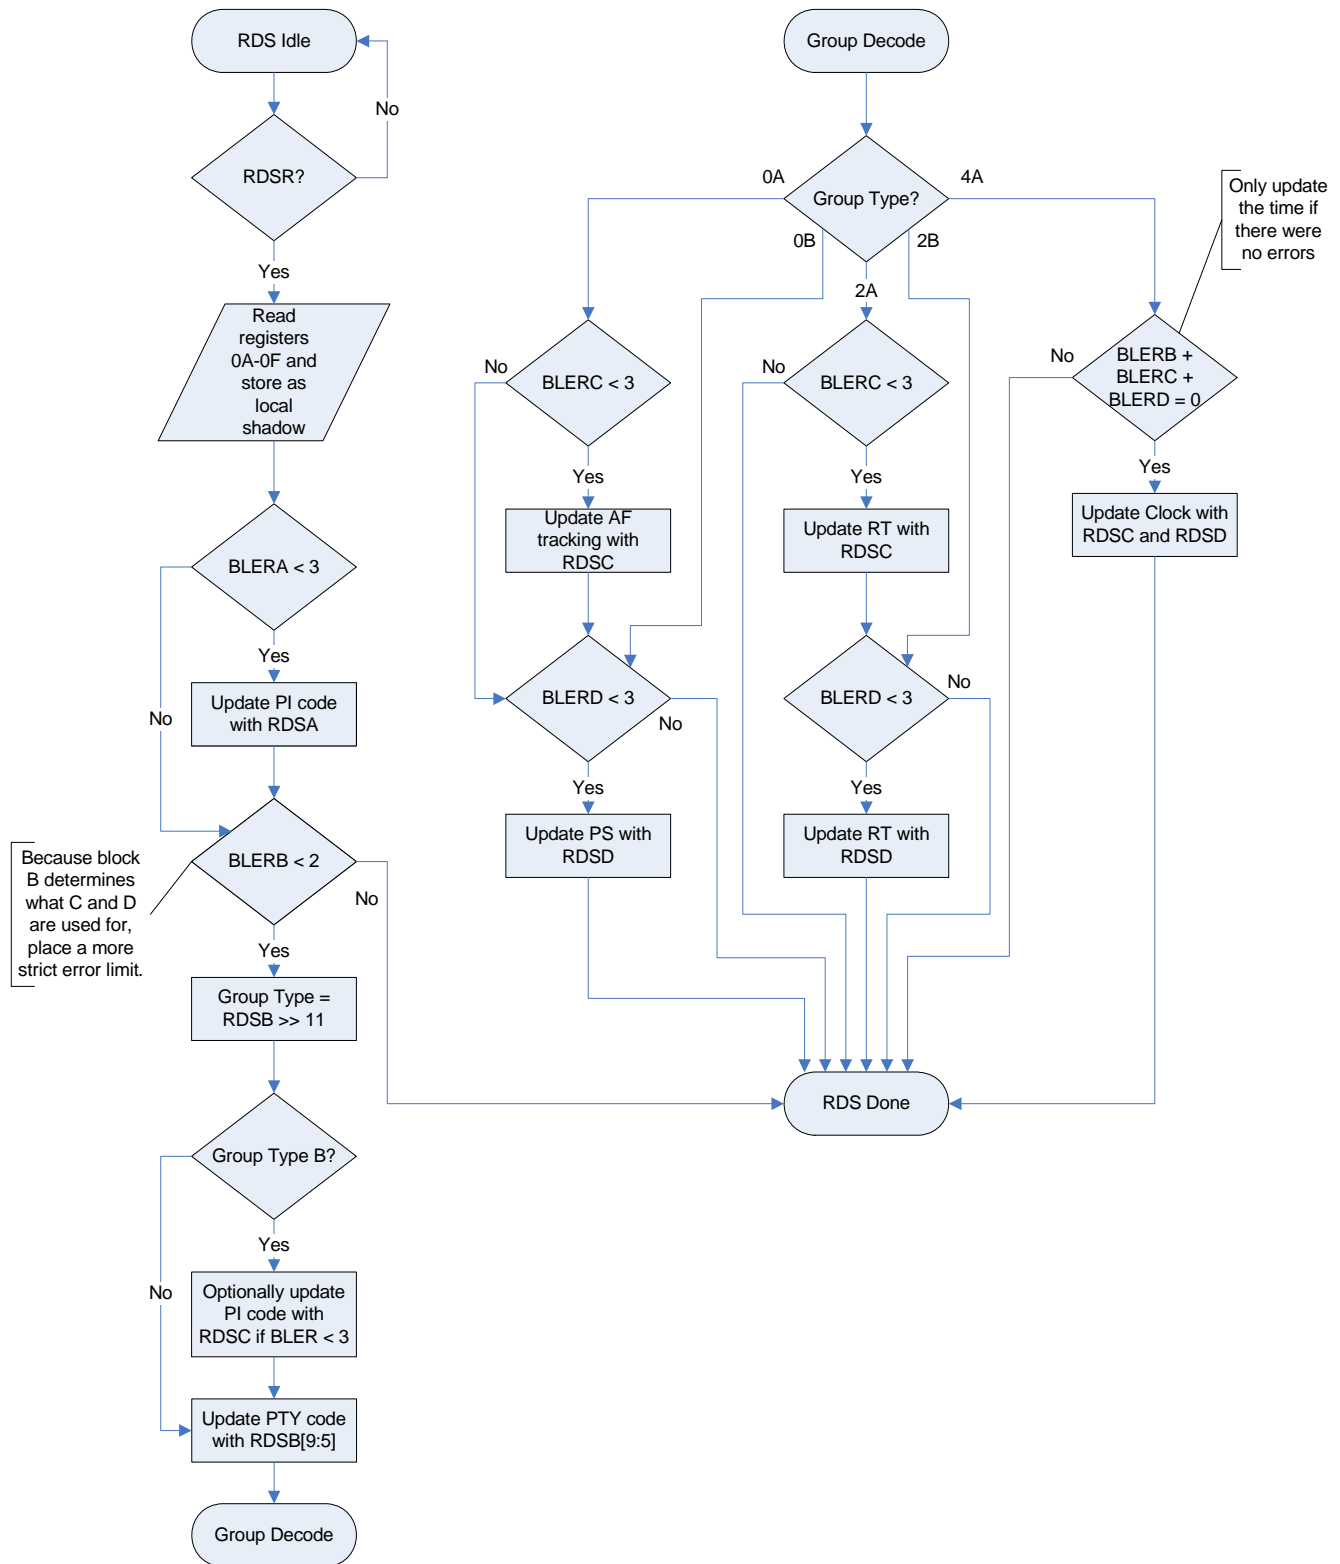 RDS Idle
No
RDSR?
Yes
Read
registers
0A-0F and
store as
local
shadow
BLERA < 3
Yes
No
Update PI code
with RDSA
BLERB < 2
No
Because block
B determines
what C and D
are used for,
place a more
strict error limit.
Yes
Group Type =
RDSB >> 11
Group Type B?
Yes
No
Optionally update
PI code with
RDSC if BLER < 3
Update PTY code
with RDSB[9:5]
Group Decode
Group Decode
Group Type?
0A
0B
2A
2B
4A
No
BLERC < 3
Yes
Update AF
tracking with
RDSC
BLERD < 3
No
Yes
Update PS with
RDSD
No
BLERC < 3
Yes
Update RT with
RDSC
BLERD < 3
No
Yes
Update RT with
RDSD
Only update
the time if
there were
no errors
No
BLERB +
BLERC +
BLERD = 0
Yes
Update Clock with
RDSC and RDSD
RDS Done